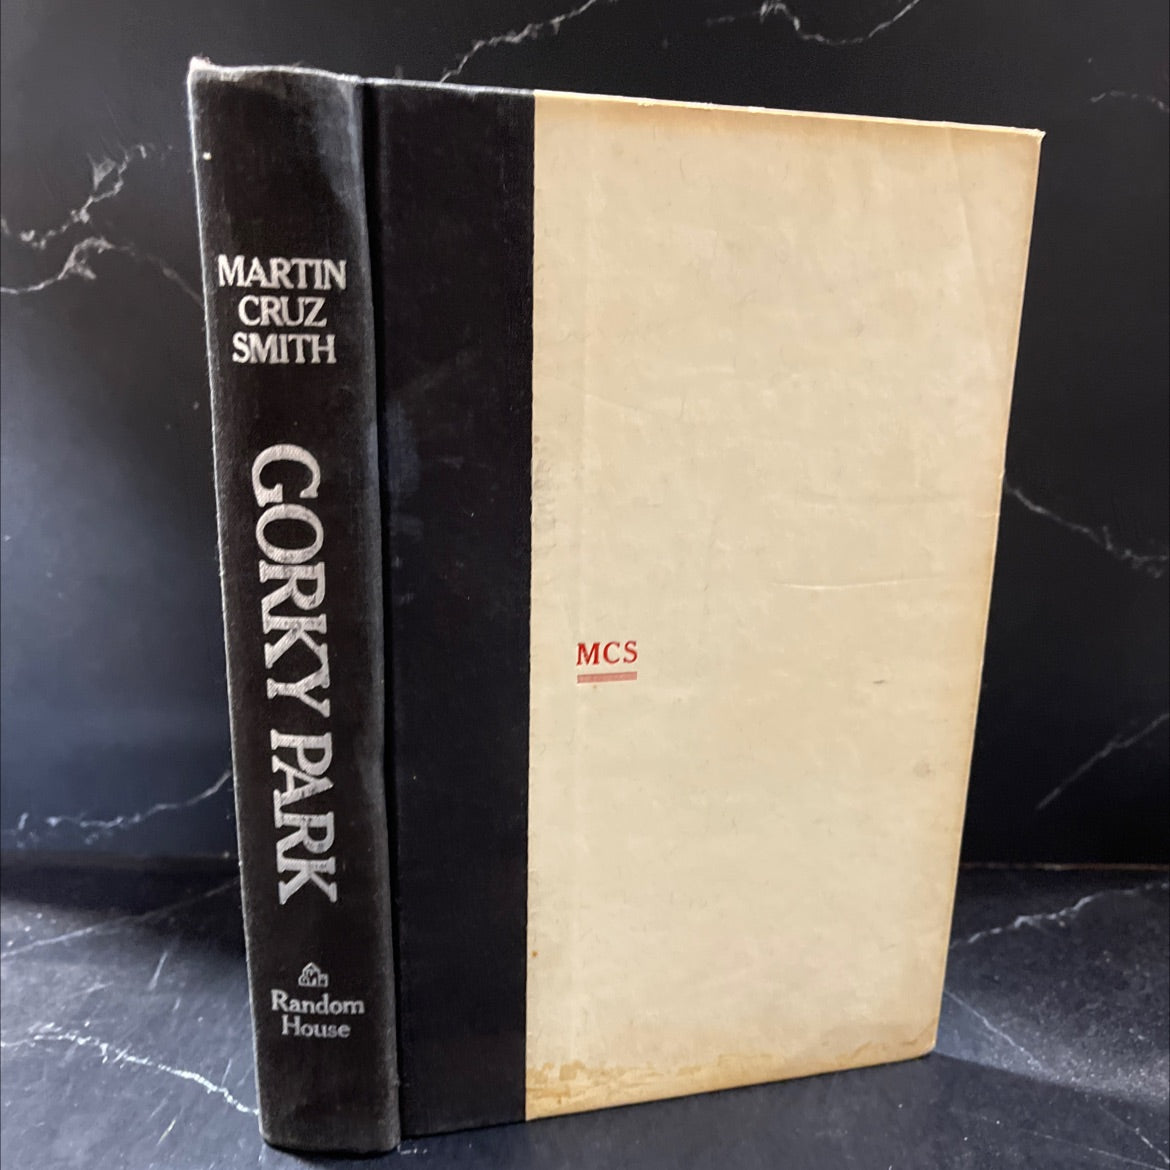 MARTIN
CRUZ
SMITH
GORKY PARK
Random
House
MCS